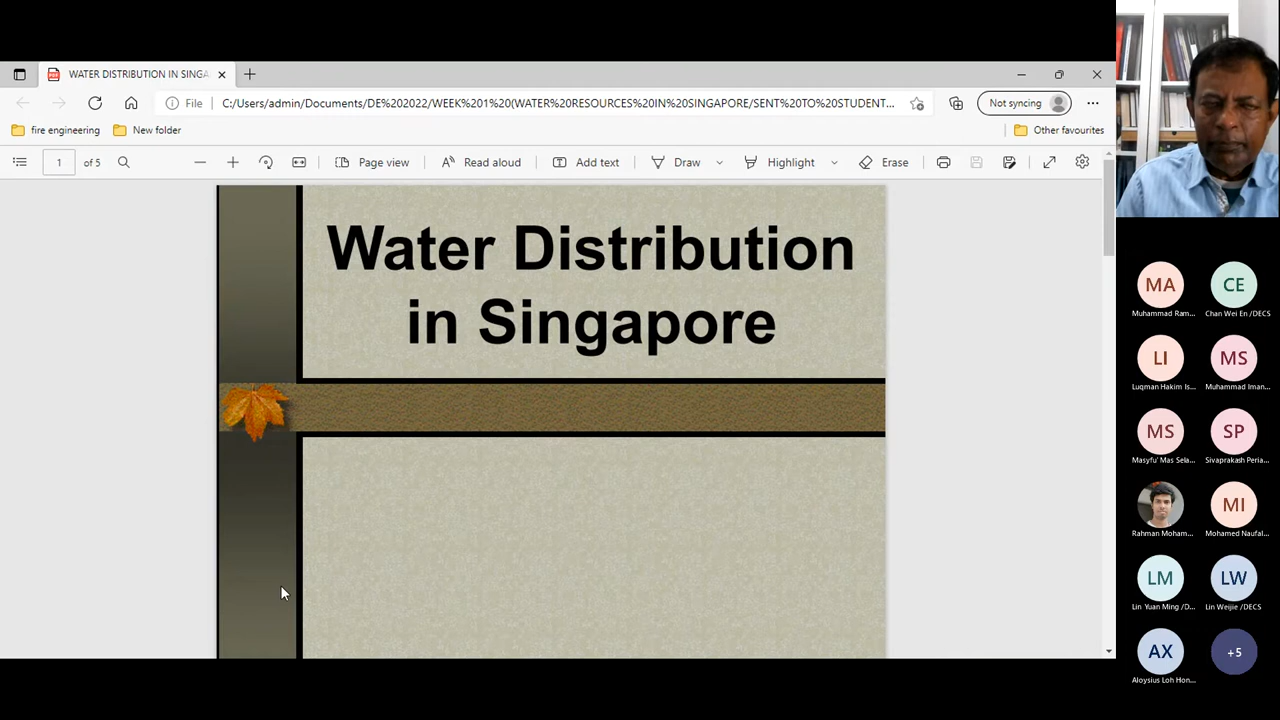 WATER DISTRIBUTION IN SINGA
File
C:/Users/admin/Documents/DE%202022/WEEK%201%20(WATER%20RESOURCES%20IN%20SINGAPORE/SENT%20TO%20STUDENT...
Not syncing
fire engineering
New folder
Other favourites
1 of 5
Page view
Read aloud
Add text
Draw
Highlight
Erase
Water Distribution
in Singapore
MA
CE
Muhammad Ram...
Chan Wei En /DECS
LI
MS
Luqman Hakim Is...
Muhammad Iman...
MS
SP
Masyfu' Mas Sela...
Sivaprakash Peria...
MI
Rahman Moham...
Mohamed Naufal...
LM
LW
Lin Yuan Ming /D...
Lin Weijie /DECS
AX
+5
Aloysius Loh Hon...